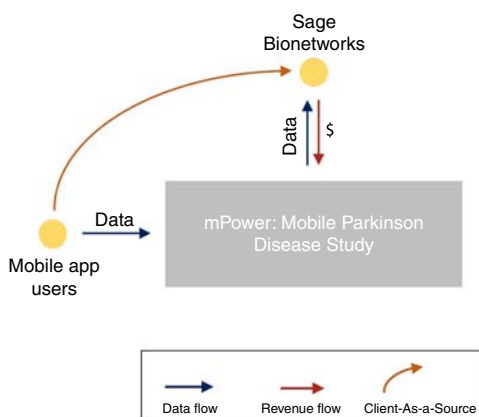 Sage
Bionetworks
Data
$
Data
mPower: Mobile Parkinson
Disease Study
Mobile app
users
Data flow
Revenue flow
Client-As-a-Source